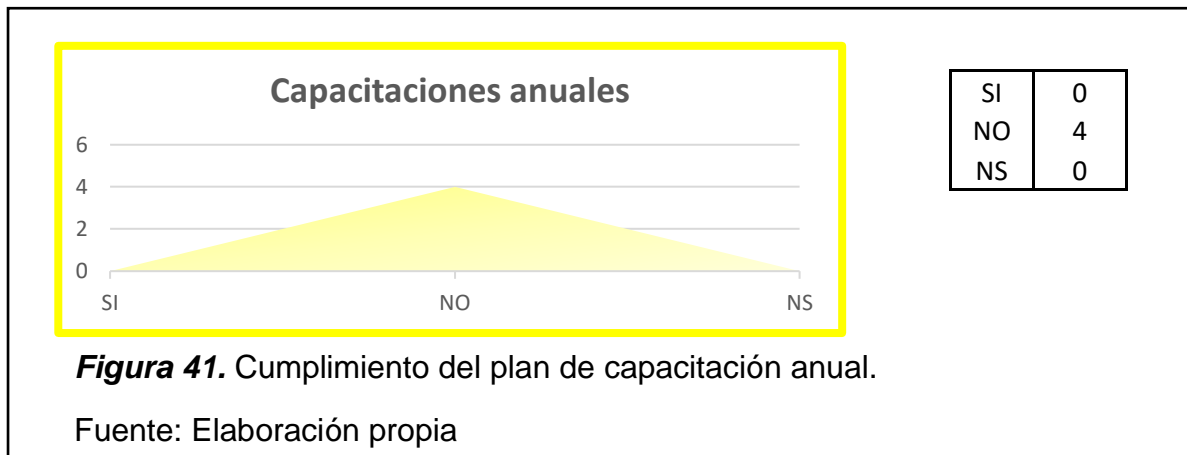 Capacitaciones anuales
6
4
2
0
SI NO NS
SI 0
NO 4
NS 0
Figura 41. Cumplimiento del plan de capacitación anual.
Fuente: Elaboración propia